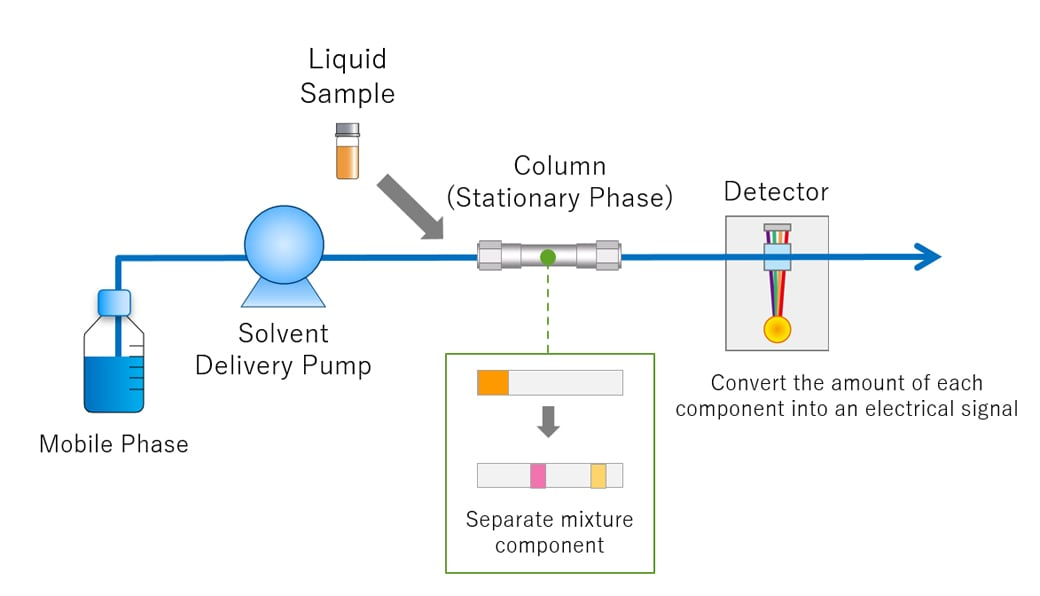 Liquid
Sample
Column
(Stationary Phase)
Detector
Solvent
Delivery Pump
Mobile Phase
Convert the amount of each
component into an electrical signal
Separate mixture
component